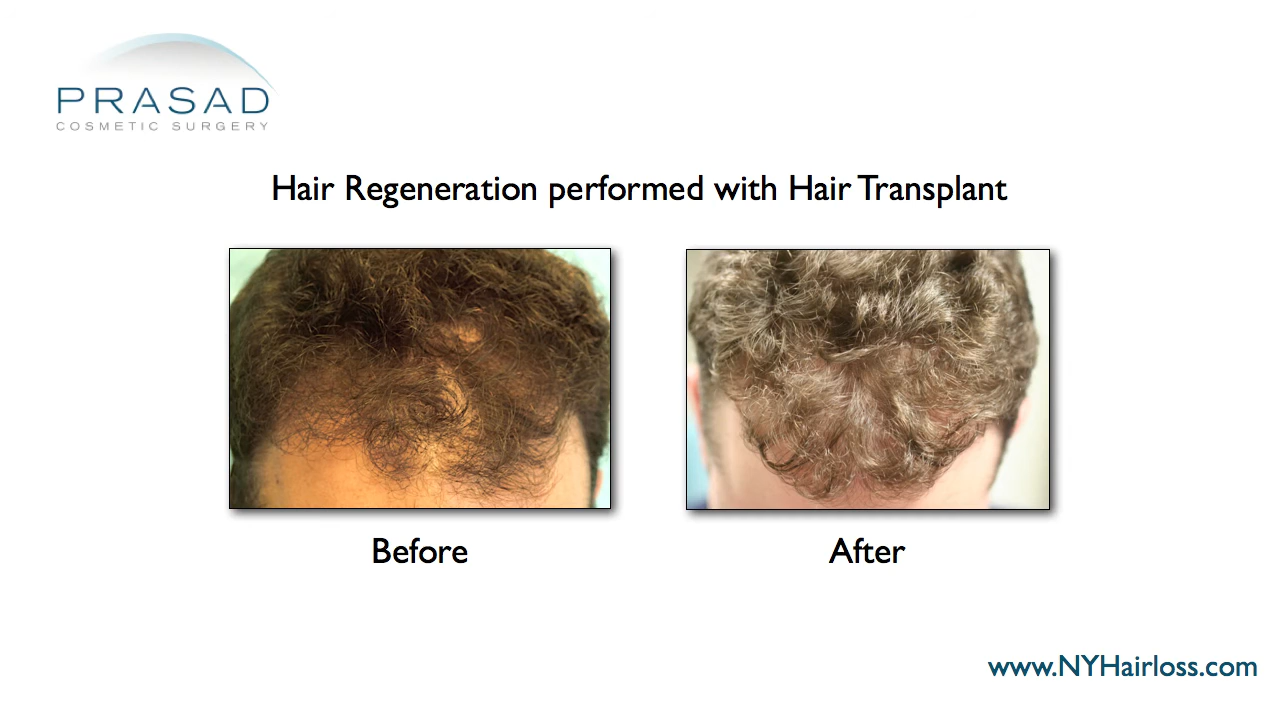 PRASAD
COSMETIC SURGERY
Hair Regeneration performed with Hair Transplant
Before
After
www.NYHairloss.com